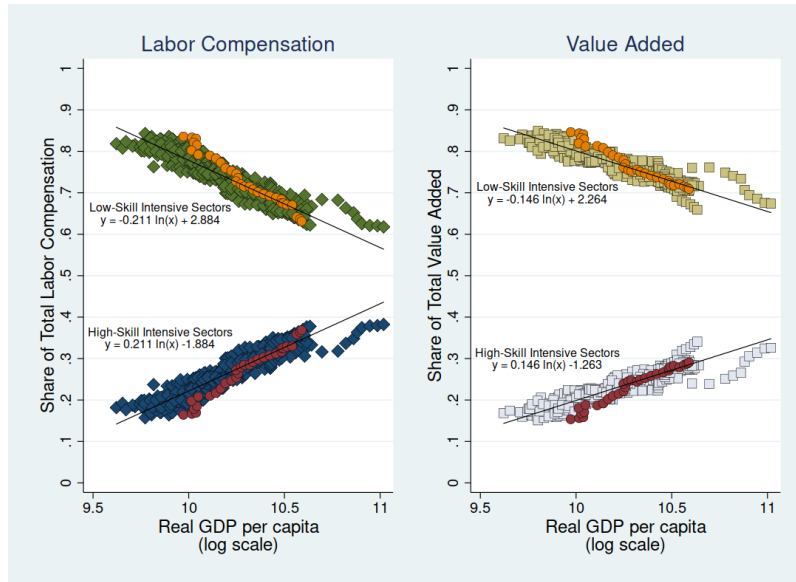 Labor Compensation
Share of Total Labor Compensation
1
.9
.8
.7
.6
.5
.4
.3
.2
.1
0
Low-Skill Intensive Sectors
y = -0.211 ln(x) + 2.884
High-Skill Intensive Sectors
y = 0.211 ln(x) -1.884
9.5 10 10.5 11
Real GDP per capita
(log scale)
Value Added
Share of Total Value Added
1
.9
.8
.7
.6
.5
.4
.3
.2
.1
0
Low-Skill Intensive Sectors
y = -0.146 ln(x) + 2.264
High-Skill Intensive Sectors
y = 0.146 ln(x) -1.263
9.5 10 10.5 11
Real GDP per capita
(log scale)